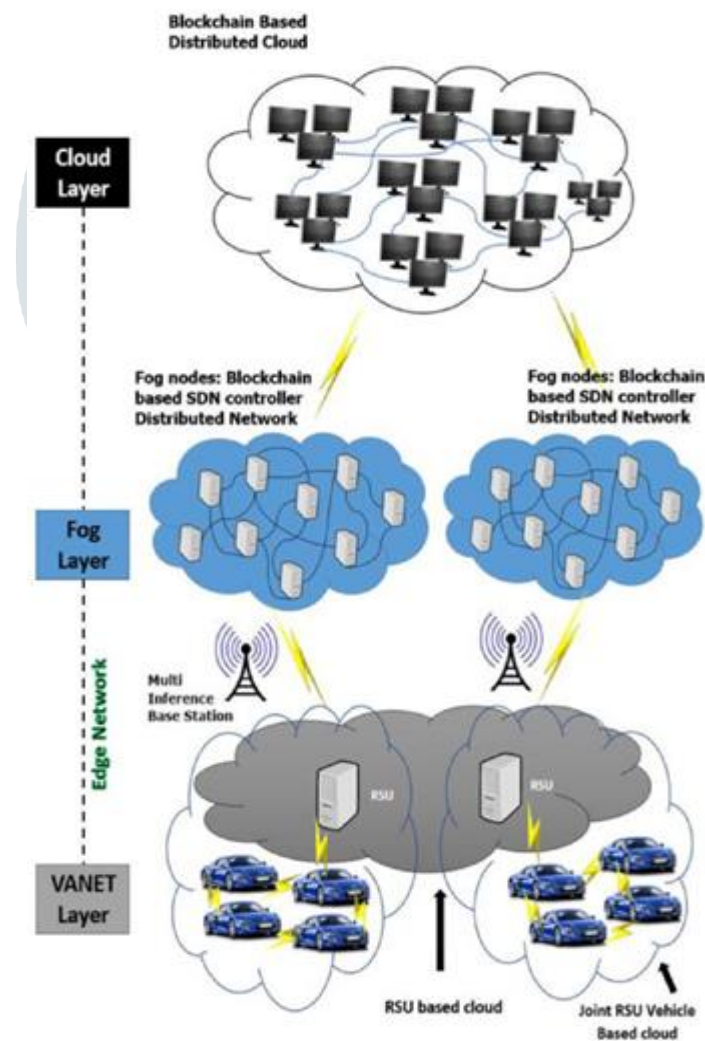 Blockchain Based
Distributed Cloud
Cloud
Layer
Fog nodes: Blockchain
based SDN controller
Distributed Network
Fog nodes: Blockchain
based SDN controller
Distributed Network
Fog
Layer
Multi
Inference
Base Station
Edge Network
RSU
RSU
VANET
Layer
RSU based cloud
Joint RSU Vehicle
Based cloud